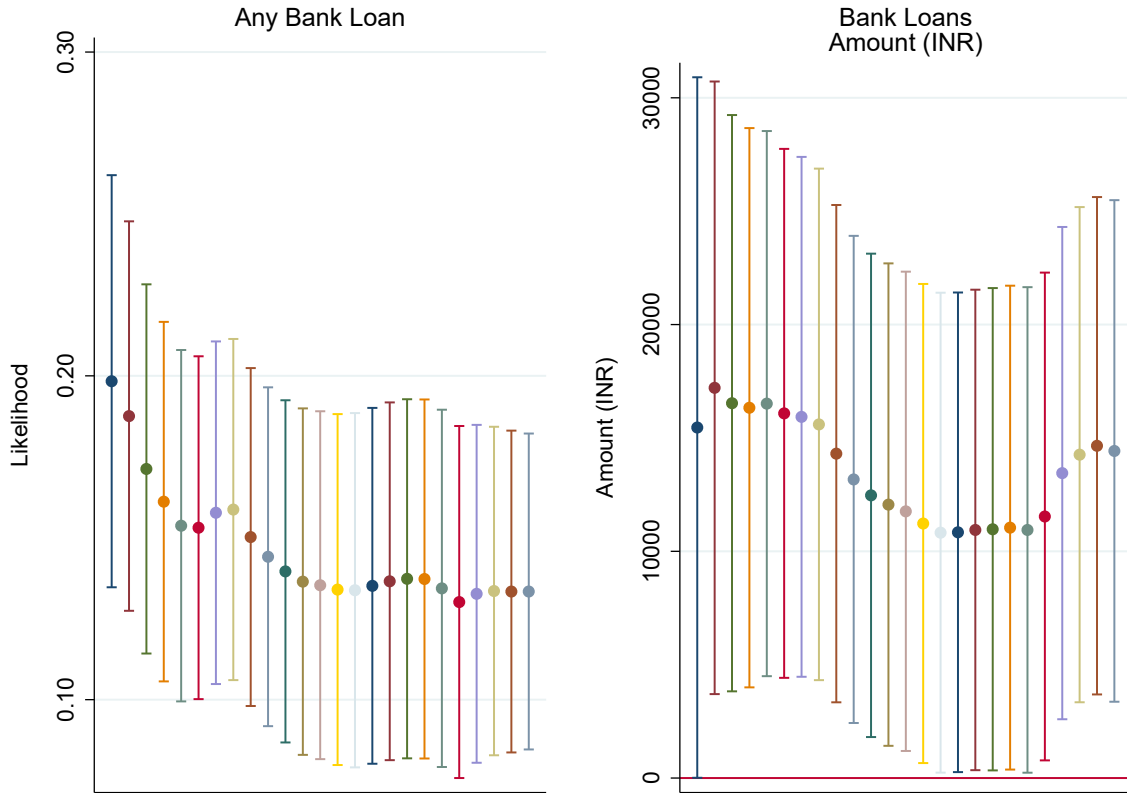 Any Bank Loan
0.30
0.20
0.10
Likelihood
Bank Loans
Amount (INR)
30000
20000
10000
0
Amount (INR)